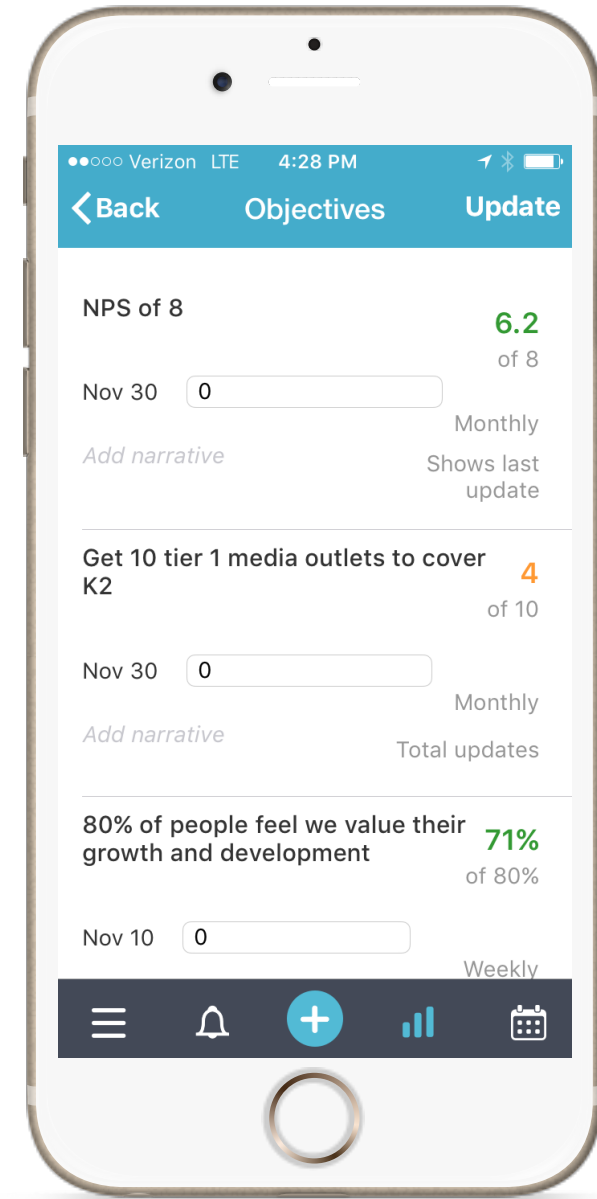 Verizon LTE 4:28 PM
Back Objectives Update
NPS of 8
6.2
of 8
Nov 30 0
Monthly
Add narrative
Shows last
update
Get 10 tier 1 media outlets to cover
K2
4
of 10
Nov 30 0
Monthly
Add narrative
Total updates
80% of people feel we value their
growth and development
71%
of 80%
Nov 10 0
Weekly